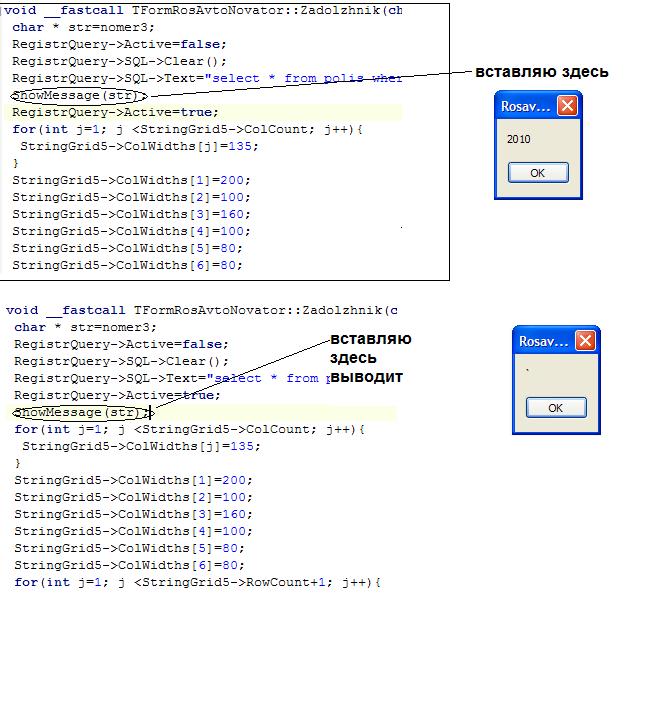 void __fastcall TFormRosAvtoNovator::Zadolzhnik(ch
char * str=nomer3;
RegistrQuery->Active=false;
RegistrQuery->SQL->Clear();
RegistrQuery->SQL->Text="select * from polis wher
ShowMessage(str);
RegistrQuery->Active=true;
for(int j=1; j <StringGrid5->ColCount; j++){
StringGrid5->ColWidths[j]=135;
}
StringGrid5->ColWidths[1]=200;
StringGrid5->ColWidths[2]=100;
StringGrid5->ColWidths[3]=160;
StringGrid5->ColWidths[4]=100;
StringGrid5->ColWidths[5]=80;
StringGrid5->ColWidths[6]=80;
вставляю здесь
Rosav...
2010
OK
void __fastcall TFormRosAvtoNovator::Zadolzhnik(c
char * str=nomer3;
RegistrQuery->Active=false;
RegistrQuery->SQL->Clear();
RegistrQuery->SQL->Text="select * from p
RegistrQuery->Active=true;
ShowMessage(str);
for(int j=1; j <StringGrid5->ColCount; j++){
StringGrid5->ColWidths[j]=135;
}
StringGrid5->ColWidths[1]=200;
StringGrid5->ColWidths[2]=100;
StringGrid5->ColWidths[3]=160;
StringGrid5->ColWidths[4]=100;
StringGrid5->ColWidths[5]=80;
StringGrid5->ColWidths[6]=80;
for(int j=1; j <StringGrid5->RowCount+1; j++){
вставляю
здесь
выводит
Rosav...
`
OK